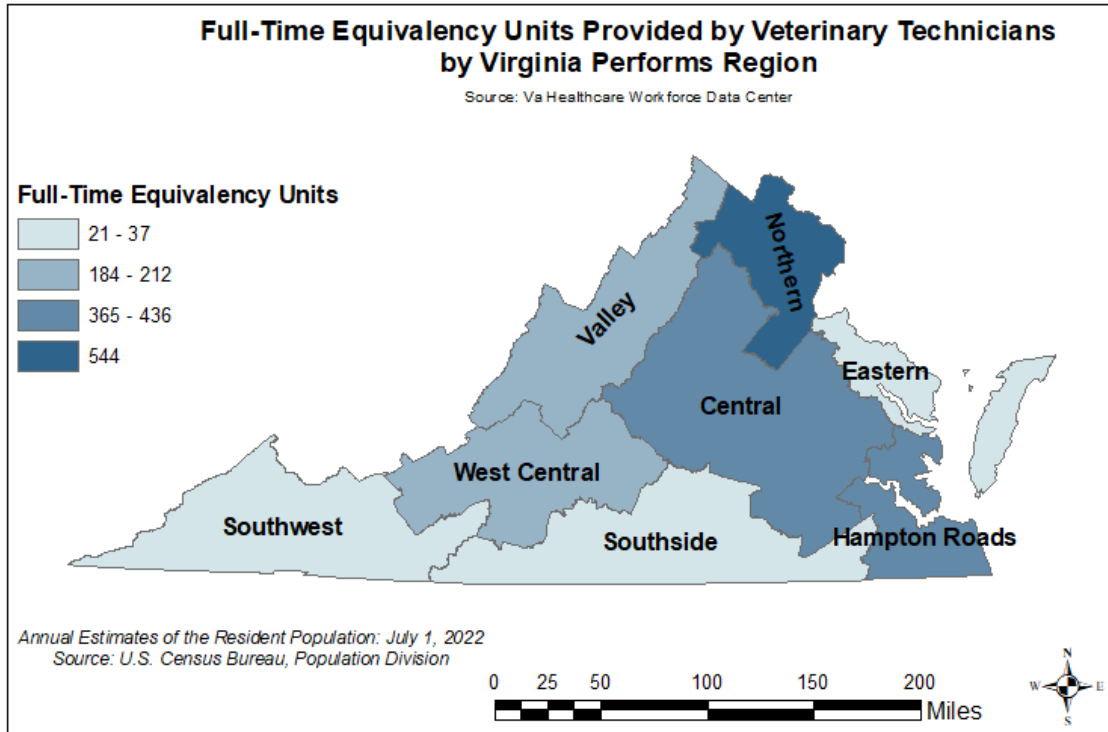 Full-Time Equivalency Units Provided by Veterinary Technicians
by Virginia Performs Region
Source: Va Healthcare Workforce Data Center
Full-Time Equivalency Units
21 - 37
184 - 212
365 - 436
544
Northern
Valley
Eastern
Central
West Central
Southwest
Southside
Hampton Roads
Annual Estimates of the Resident Population: July 1, 2022
Source: U.S. Census Bureau, Population Division
0 25 50 100 150 200
Miles
N
W E
S